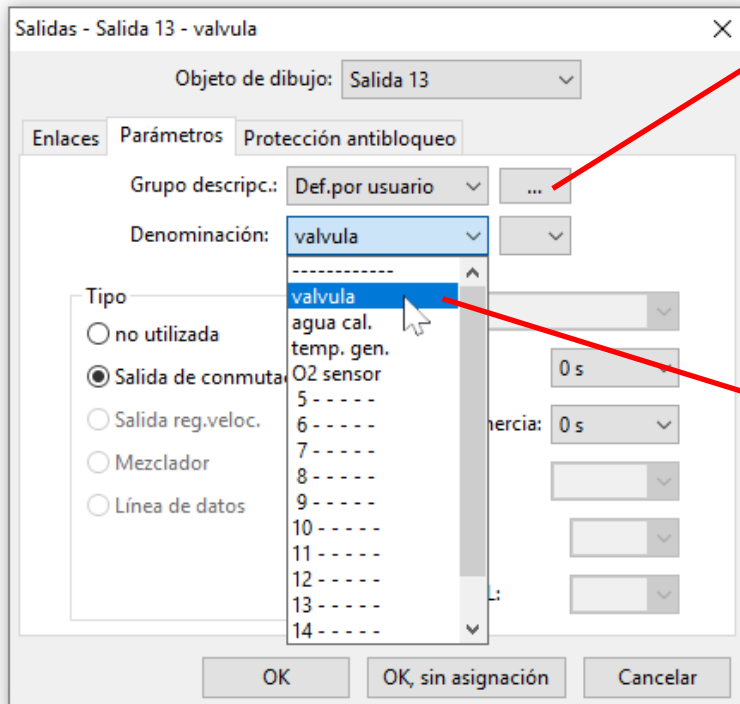 Salidas - Salida 13 - valvula
Objeto de dibujo: Salida 13
Enlaces Parámetros Protección antibloqueo
Grupo descripc.: Def.por usuario ...
Denominación: valvula
------------
valvula
agua cal.
temp. gen.
O2 sensor
5 - - - - -
6 - - - - -
7 - - - - -
8 - - - - -
9 - - - - -
10 - - - - -
11 - - - - -
12 - - - - -
13 - - - - -
14 - - - - -
Tipo
no utilizada
Salida de conmuta
0 s
Salida reg.veloc.
nercia: 0 s
Mezclador
Línea de datos
L:
OK OK, sin asignación Cancelar